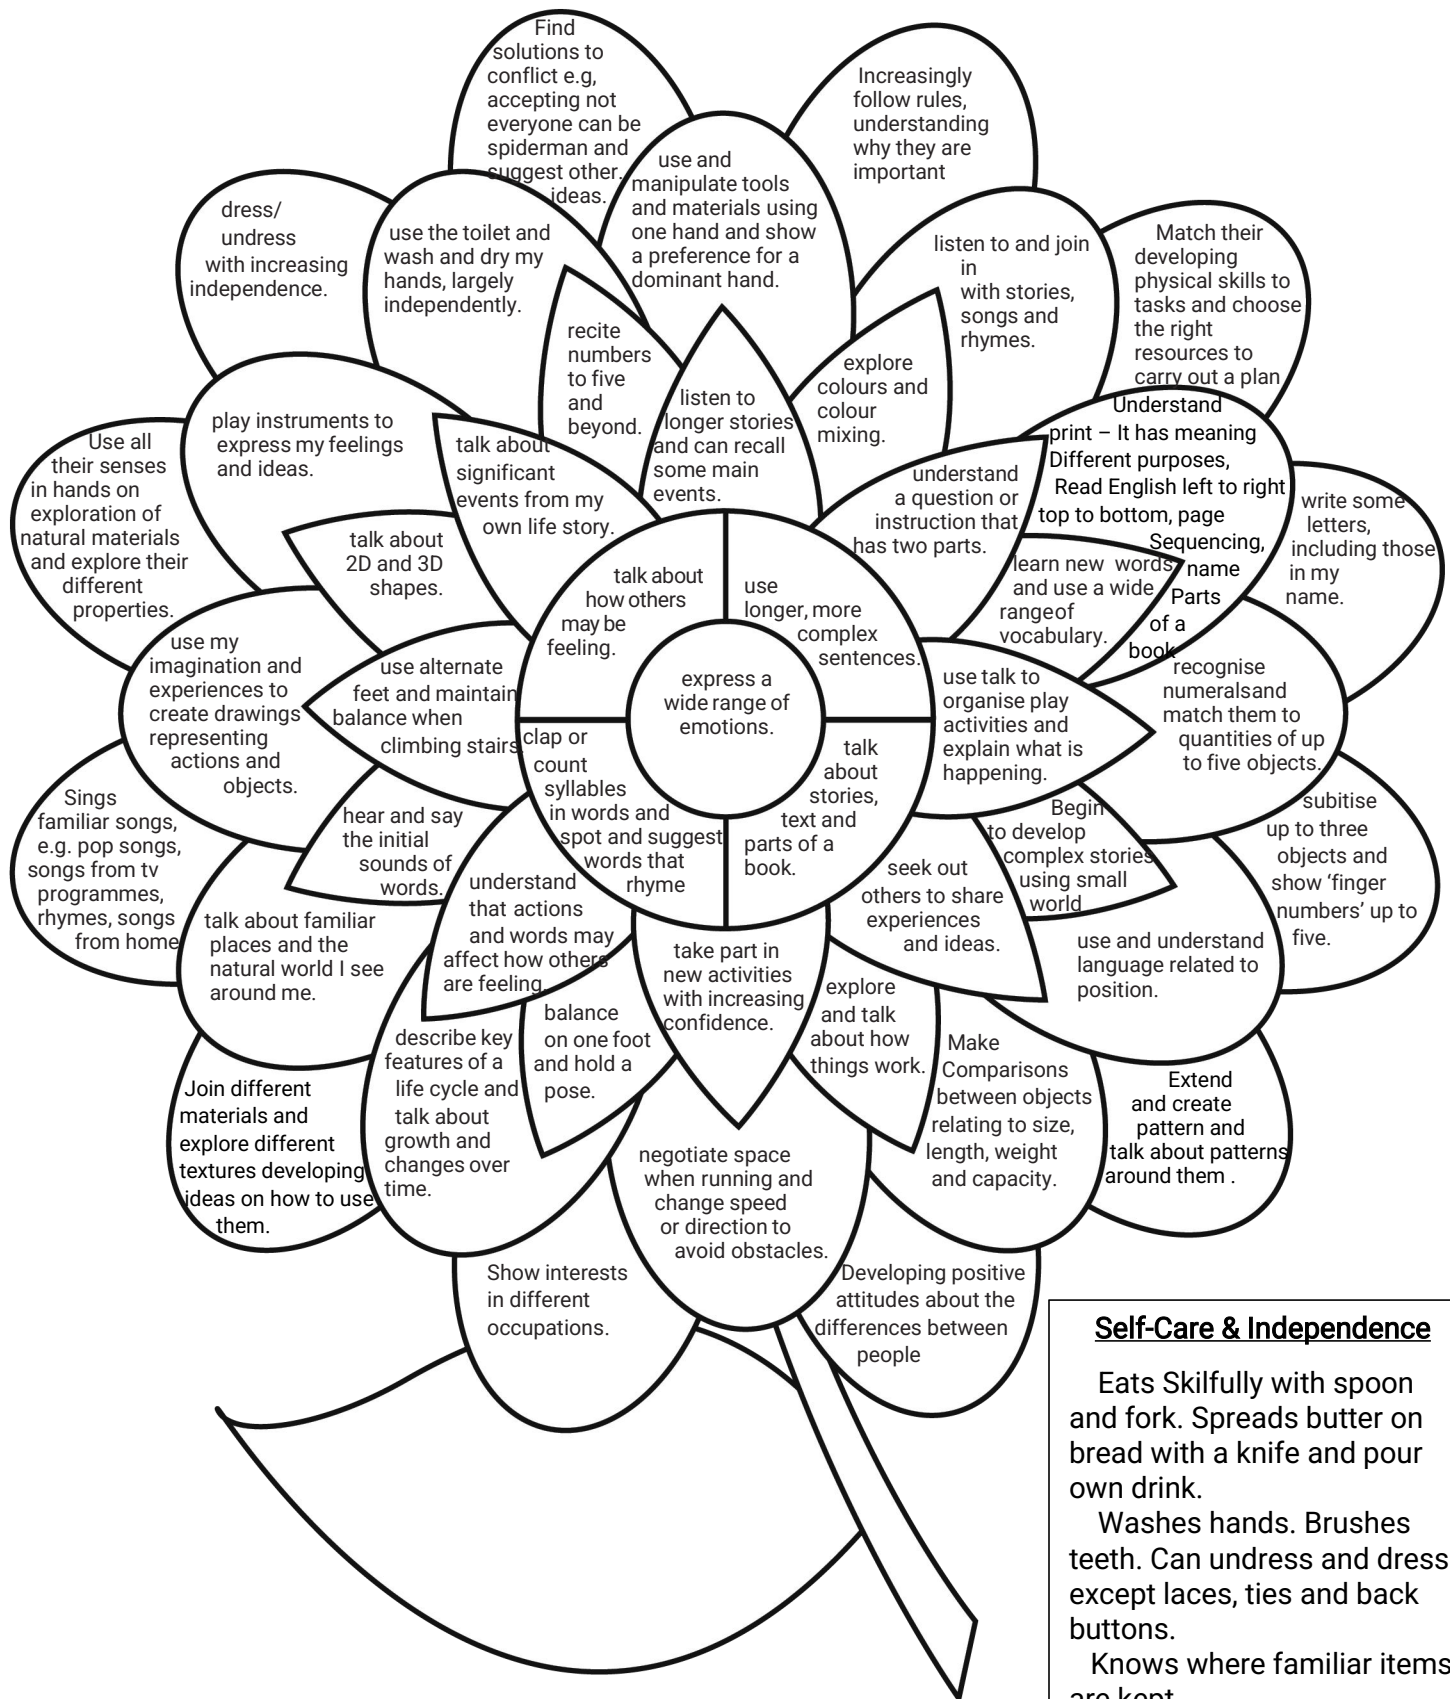 Find
solutions to
conflict e.g,
accepting not
everyone can be
spiderman and
suggest other
ideas.
Increasingly
follow rules,
understanding
why they are
important
use and
manipulate tools
and materials using
one hand and show
a preference for a
dominant hand.
dress/
undress
with increasing
independence.
use the toilet and
wash and dry my
hands, largely
independently.
listen to and join
in
with stories,
songs and
rhymes.
Match their
developing
physical skills to
tasks and choose
the right
resources to
carry out a plan
recite
numbers
to five
and
beyond.
explore
colours and
colour
mixing.
listen to
longer stories
and can recall
some main
events.
play instruments to
express my feelings
and ideas.
talk about
significant
events from my
own life story.
Understand
print – It has meaning
Different purposes,
Read English left to right
top to bottom, page
Sequencing,
name
Parts
of a
book
understand
a question or
instruction that
has two parts.
Use all
their senses
in hands on
exploration of
natural materials
and explore their
different
properties.
write some
letters,
including those
in my
name.
talk about
2D and 3D
shapes.
learn new words
and use a wide
rangeof
vocabulary.
talk about
how others
may be
feeling.
use
longer, more
complex
sentences.
use my
imagination and
experiences to
create drawings
representing
actions and
objects.
use alternate
feet and maintain
balance when
climbing stairs
express a
wide range of
emotions.
use talk to
organise play
activities and
explain what is
happening.
recognise
numeralsand
match them to
quantities of up
to five objects.
clap or
count
syllables
in words and
spot and suggest
words that
rhyme
talk
about
stories,
text and
parts of a
book.
Sings
familiar songs,
e.g. pop songs,
songs from tv
programmes,
rhymes, songs
from home
hear and say
the initial
sounds of
words.
Begin
to develop
complex stories
using small
world
subitise
up to three
objects and
show ‘finger
numbers’ up to
five.
understand
that actions
and words may
affect how others
are feeling.
seek out
others to share
experiences
and ideas.
talk about familiar
places and the
natural world I see
around me.
take part in
new activities
with increasing
confidence.
use and understand
language related to
position.
balance
on one foot
and hold a
pose.
explore
and talk
about how
things work.
describe key
features of a
life cycle and
talk about
growth and
changes over
time.
Make
Comparisons
between objects
relating to size,
length, weight
and capacity.
Join different
materials and
explore different
textures developing
ideas on how to use
them.
Extend
and create
pattern and
talk about patterns
around them .
negotiate space
when running and
change speed
or direction to
avoid obstacles.
Show interests
in different
occupations.
Developing positive
attitudes about the
differences between
people
Self-Care & Independence
Eats Skilfully with spoon
and fork. Spreads butter on
bread with a knife and pour
own drink.
Washes hands. Brushes
teeth. Can undress and dress
except laces, ties and back
buttons.
Knows where familiar items
are kept